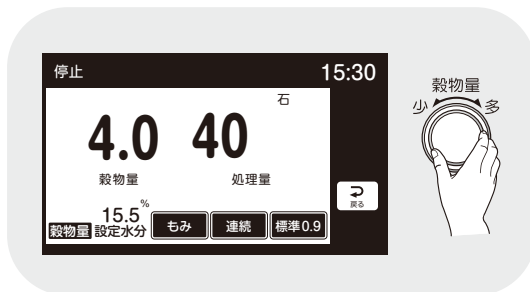 停止 15:30
石
4.0 40
穀物量 処理量
戻る
15.5%
穀物量 設定水分 もみ 連続 標準0.9
穀物量
少 多